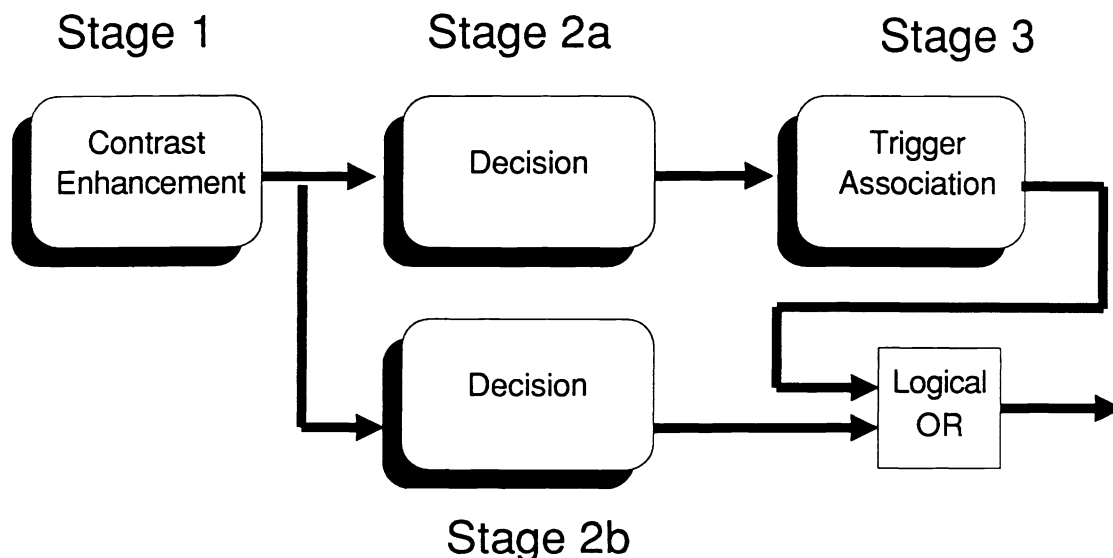 Stage 1
Stage 2a
Stage 3
Contrast
Enhancement
Decision
Trigger
Association
Decision
Logical
OR
Stage 2b